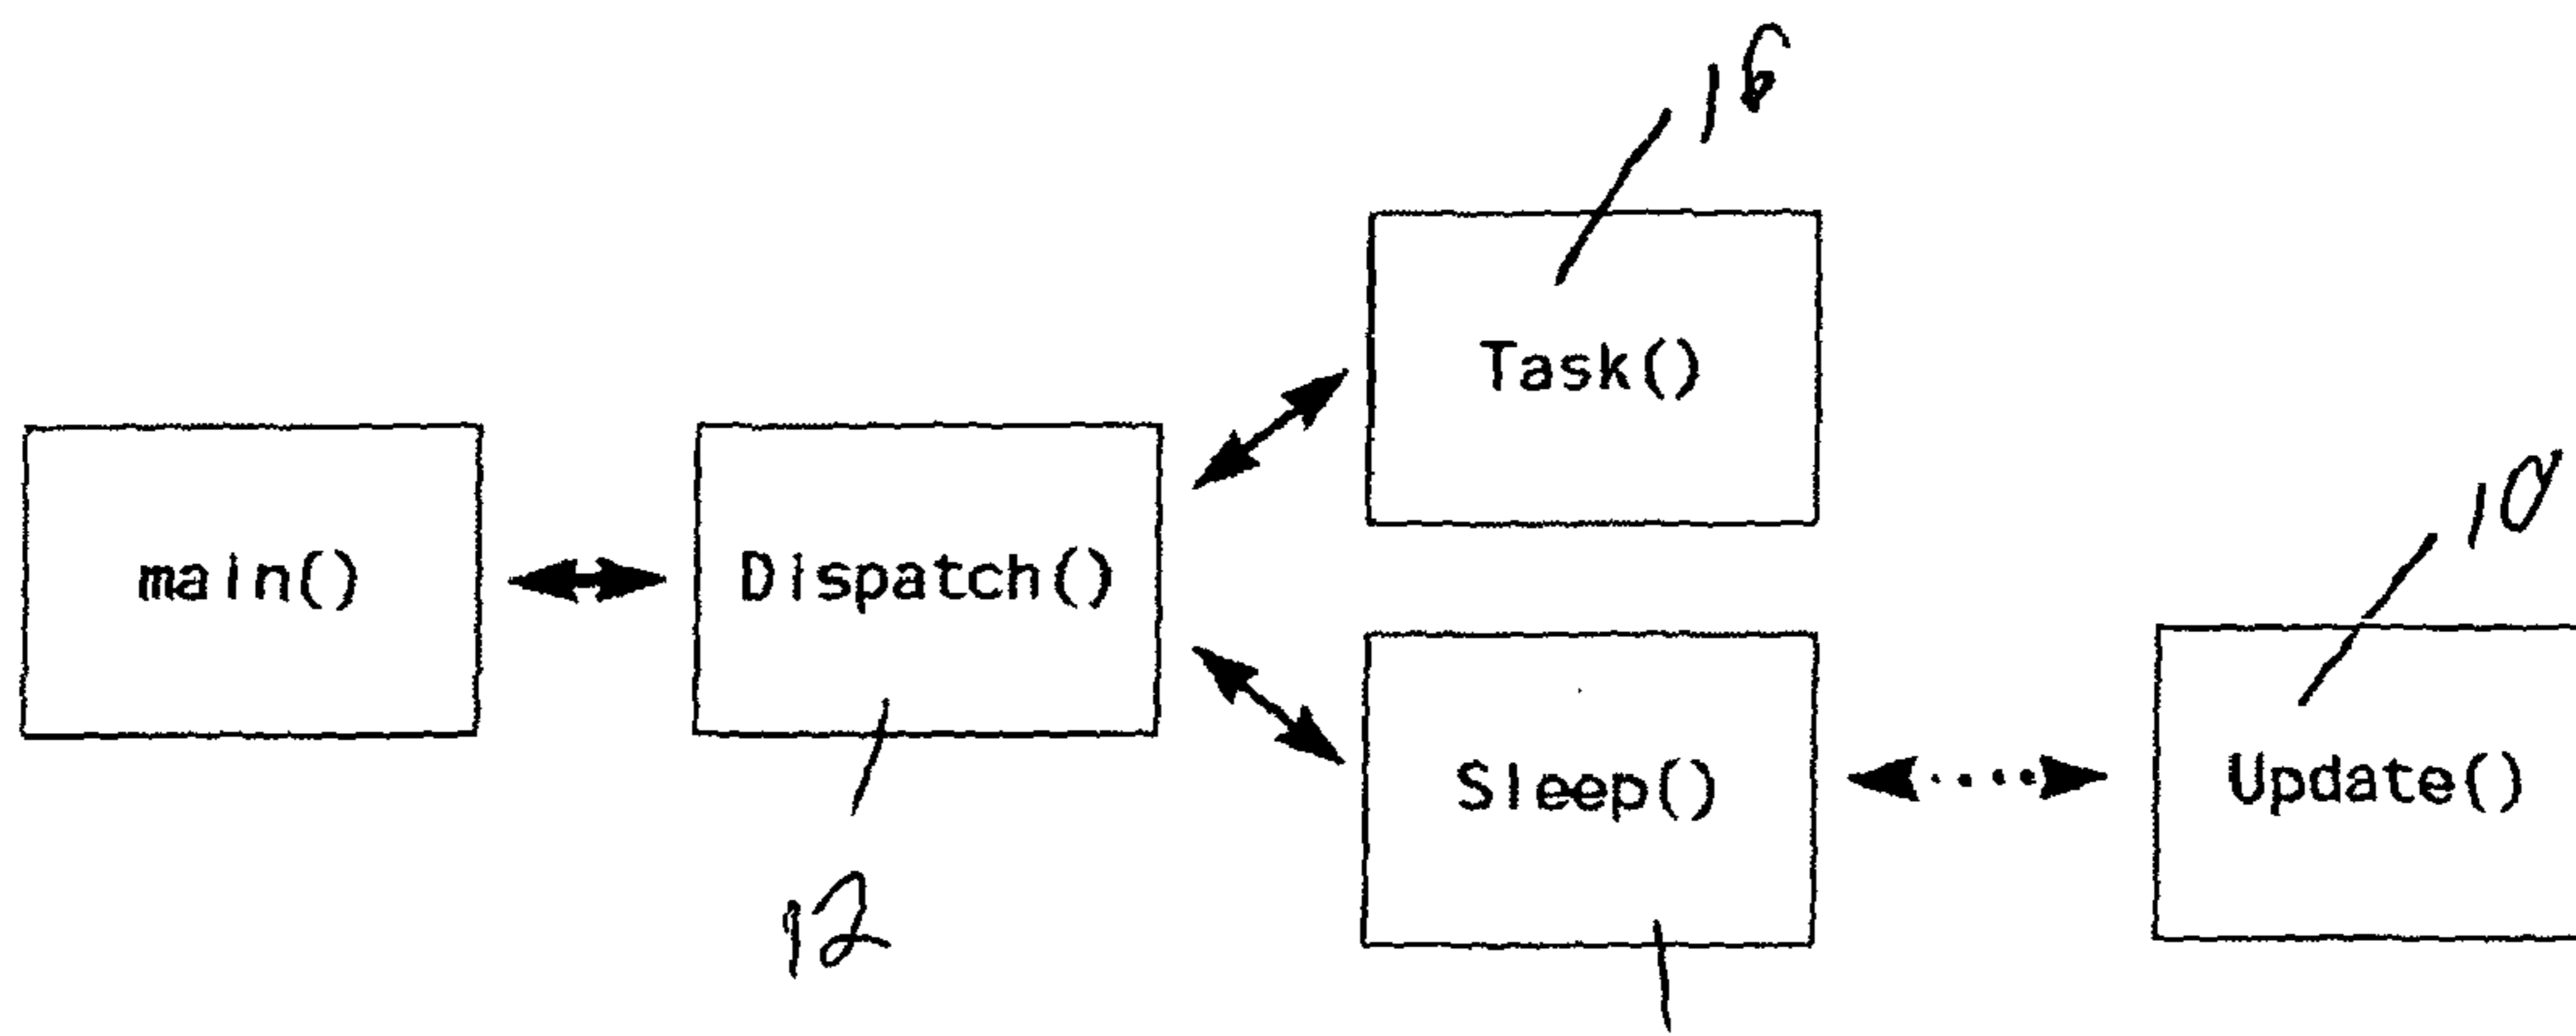 16
Task()
10
main()
Dispatch()
Sleep()
Update()
12